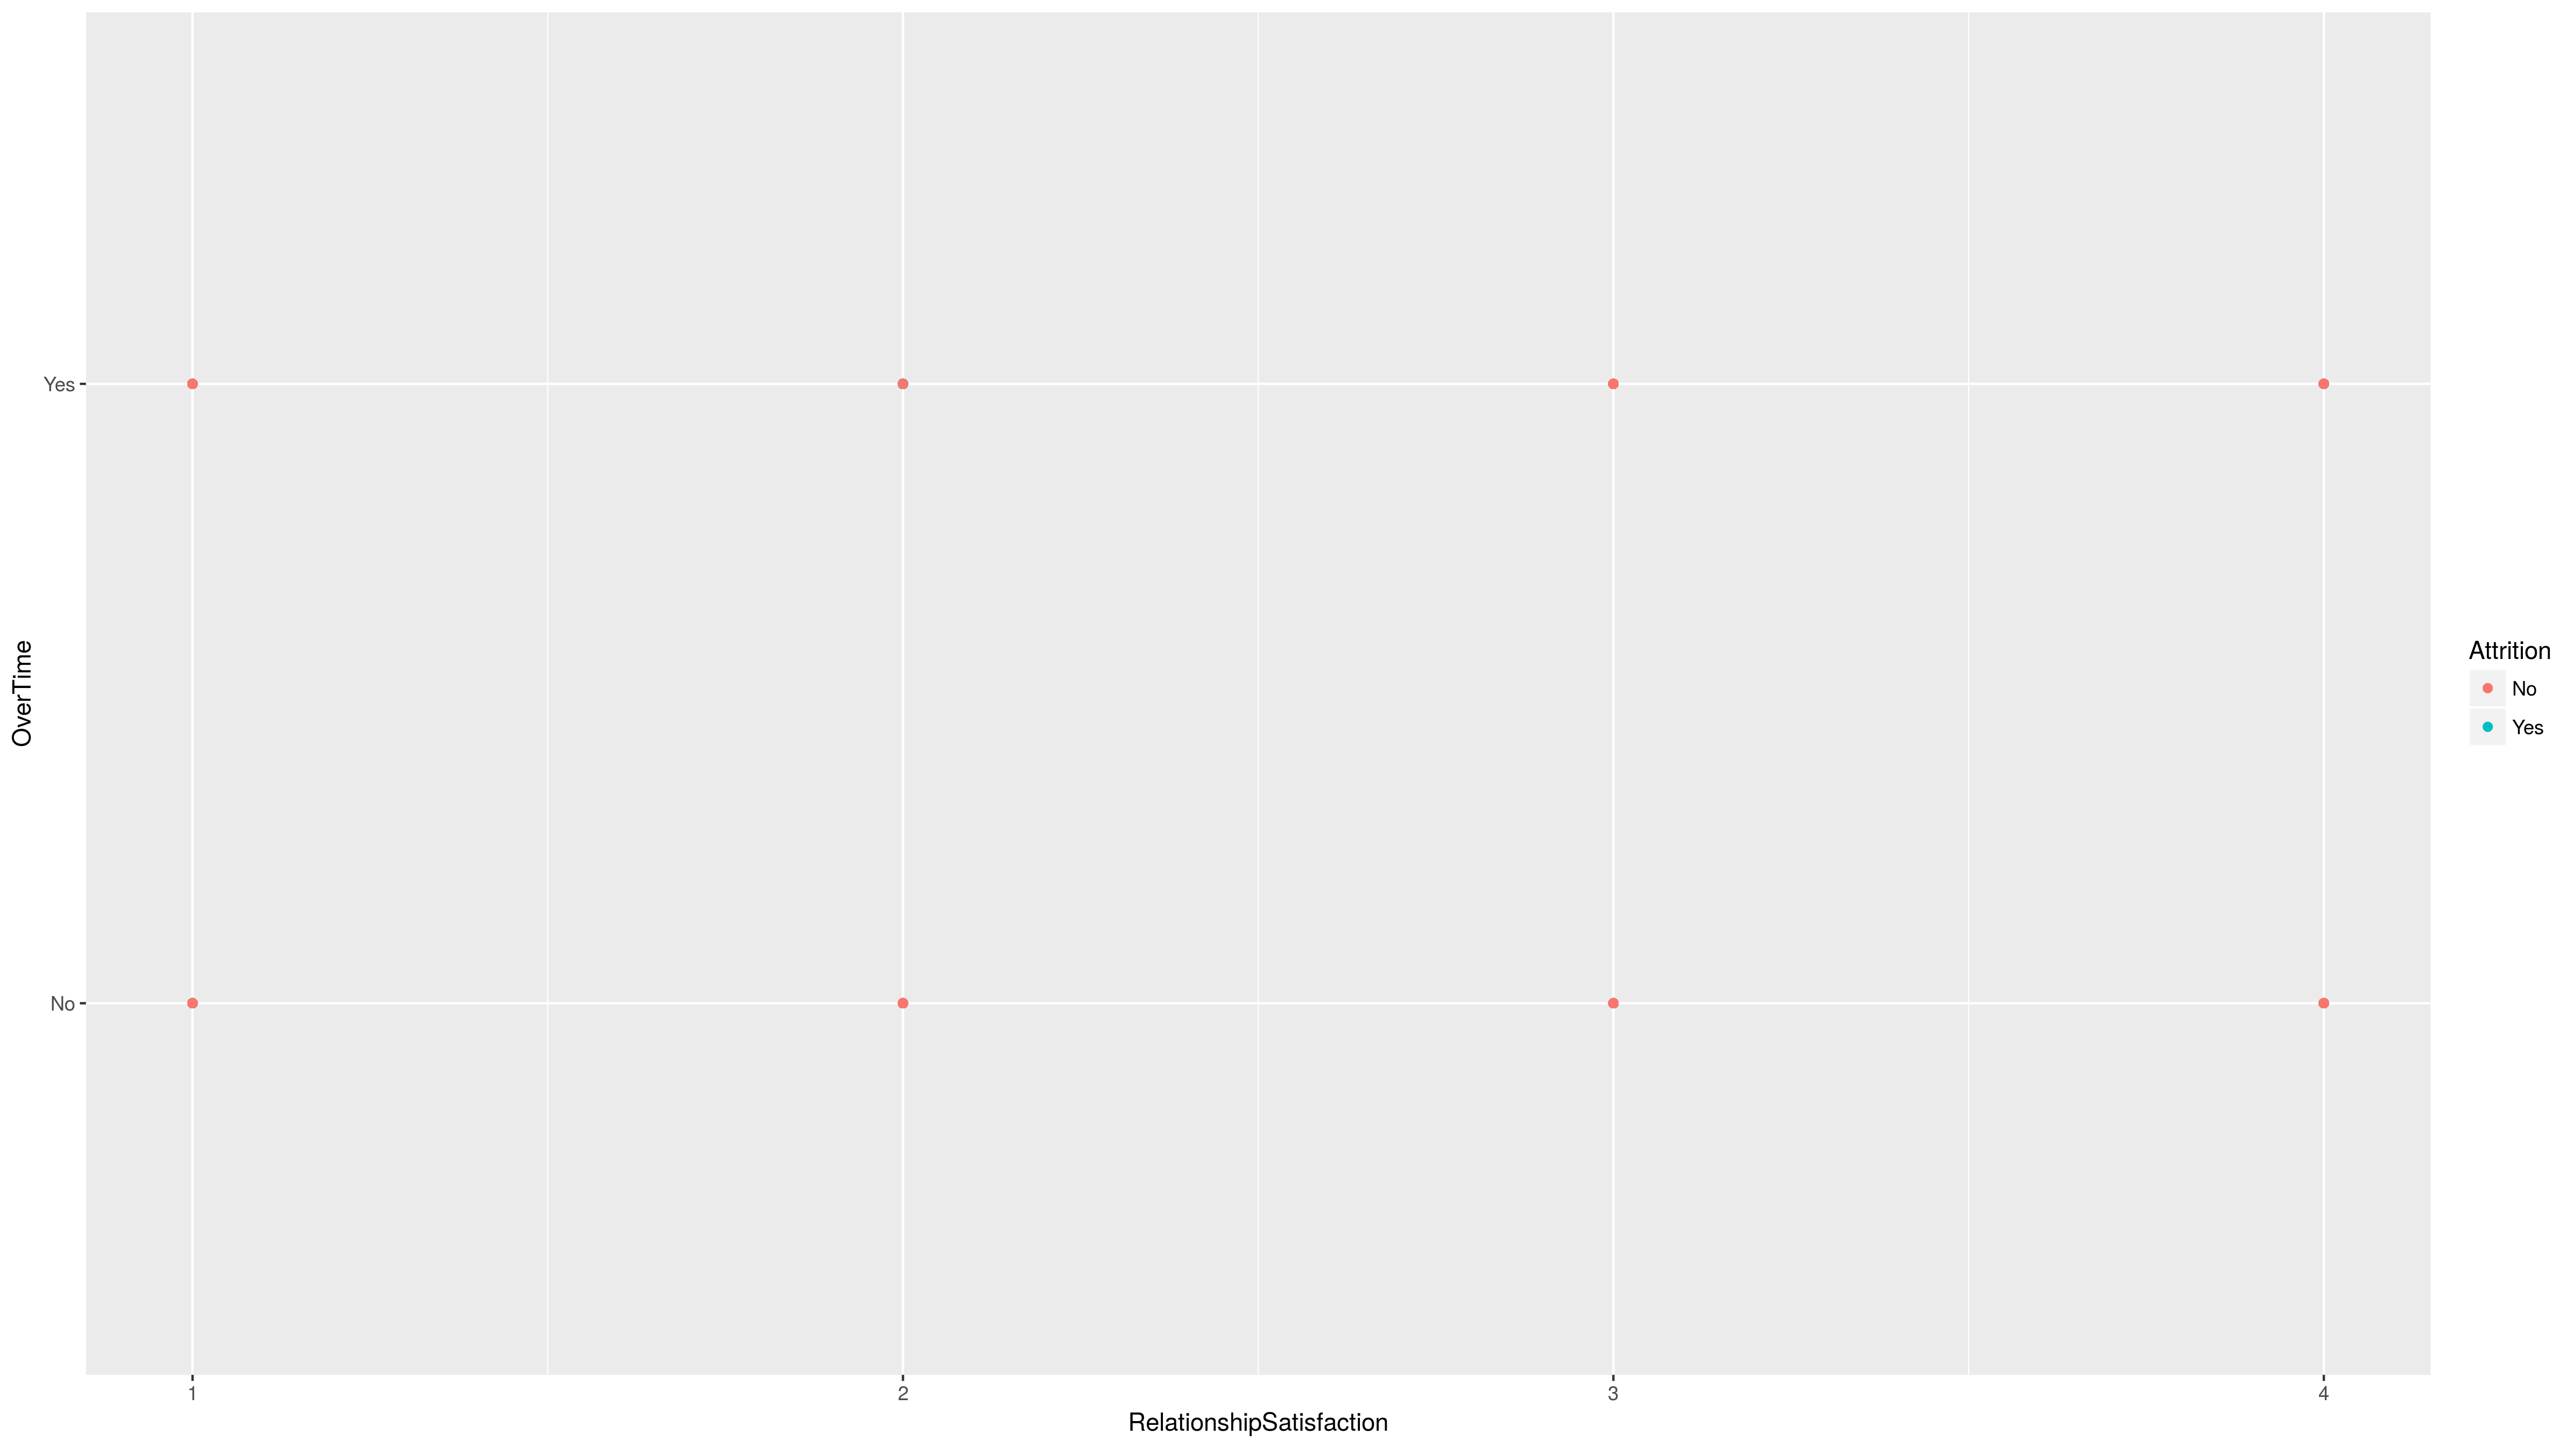 Yes
No
OverTime
1
2
3
4
RelationshipSatisfaction
Attrition
No
Yes